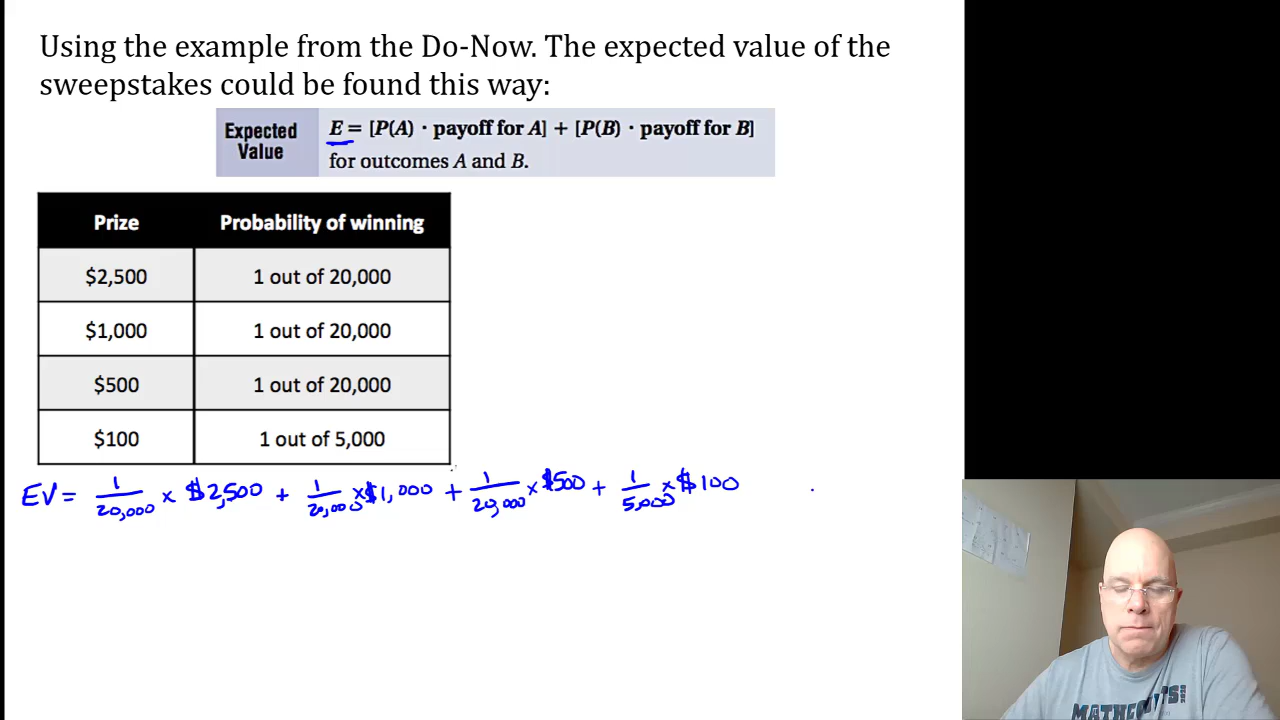 Using the example from the Do-Now. The expected value of the
sweepstakes could be found this way:
Expected Value
E = [P(A) · payoff for A] + [P(B) · payoff for B]
for outcomes A and B.
Prize Probability of winning
$2,500 1 out of 20,000
$1,000 1 out of 20,000
$500 1 out of 20,000
$100 1 out of 5,000
EV = 1/20,000 × $2,500 + 1/20,000 × $1,000 + 1/20,000 × $500 + 1/5,000 × $100